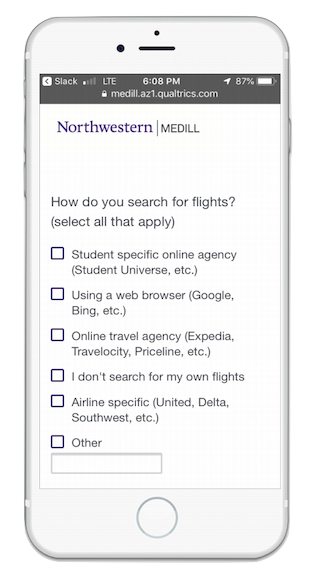 Slack LTE 6:08 PM 87%
medill.az1.qualtrics.com
Northwestern | MEDILL
How do you search for flights?
(select all that apply)
Student specific online agency
(Student Universe, etc.)
Using a web browser (Google,
Bing, etc.)
Online travel agency (Expedia,
Travelocity, Priceline, etc.)
I don't search for my own flights
Airline specific (United, Delta,
Southwest, etc.)
Other